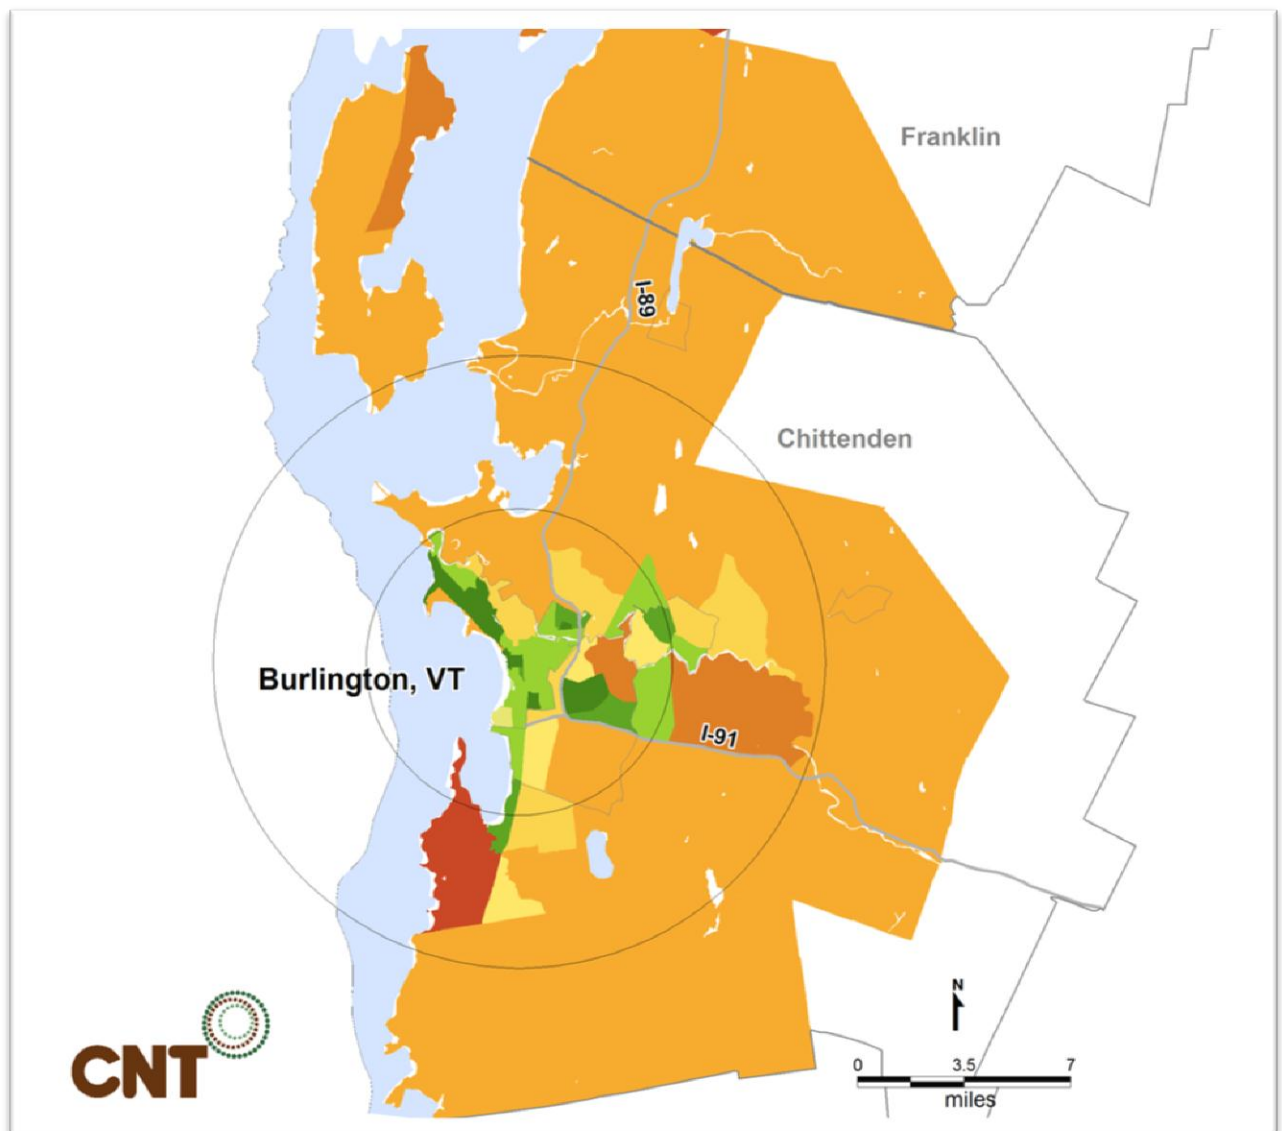 Franklin
I-89
Chittenden
Burlington, VT
I-91
N
CNT
0 3.5 7
miles